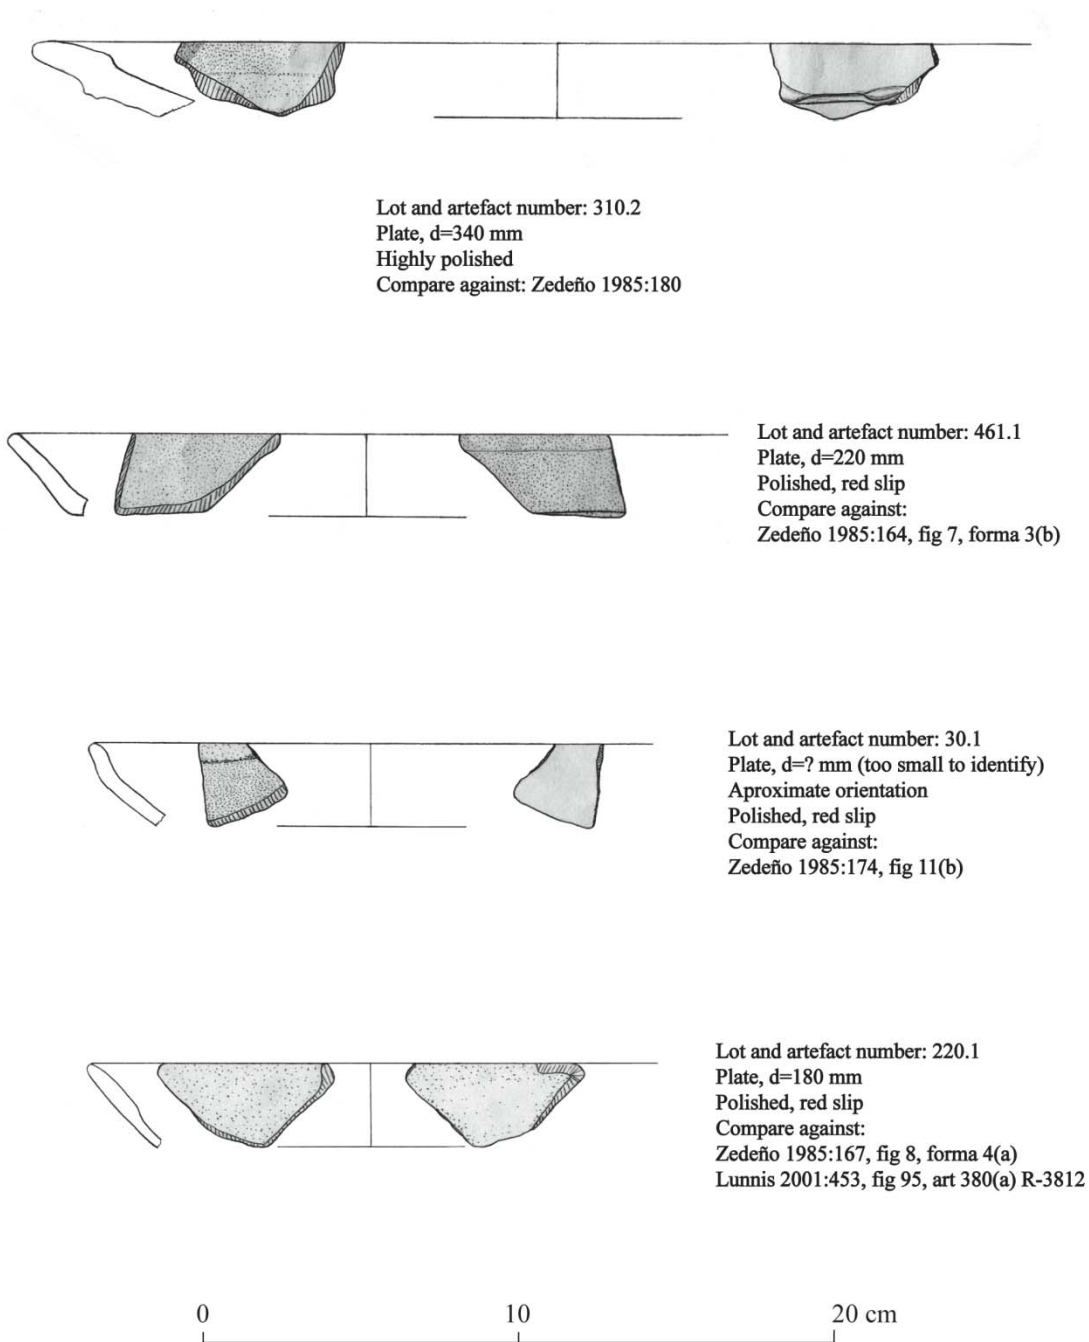 Lot and artefact number: 310.2
Plate, d=340 mm
Highly polished
Compare against: Zedeño 1985:180
Lot and artefact number: 461.1
Plate, d=220 mm
Polished, red slip
Compare against:
Zedeño 1985:164, fig 7, forma 3(b)
Lot and artefact number: 30.1
Plate, d=? mm (too small to identify)
Aproximate orientation
Polished, red slip
Compare against:
Zedeño 1985:174, fig 11(b)
Lot and artefact number: 220.1
Plate, d=180 mm
Polished, red slip
Compare against:
Zedeño 1985:167, fig 8, forma 4(a)
Lunnis 2001:453, fig 95, art 380(a) R-3812
0 10 20 cm